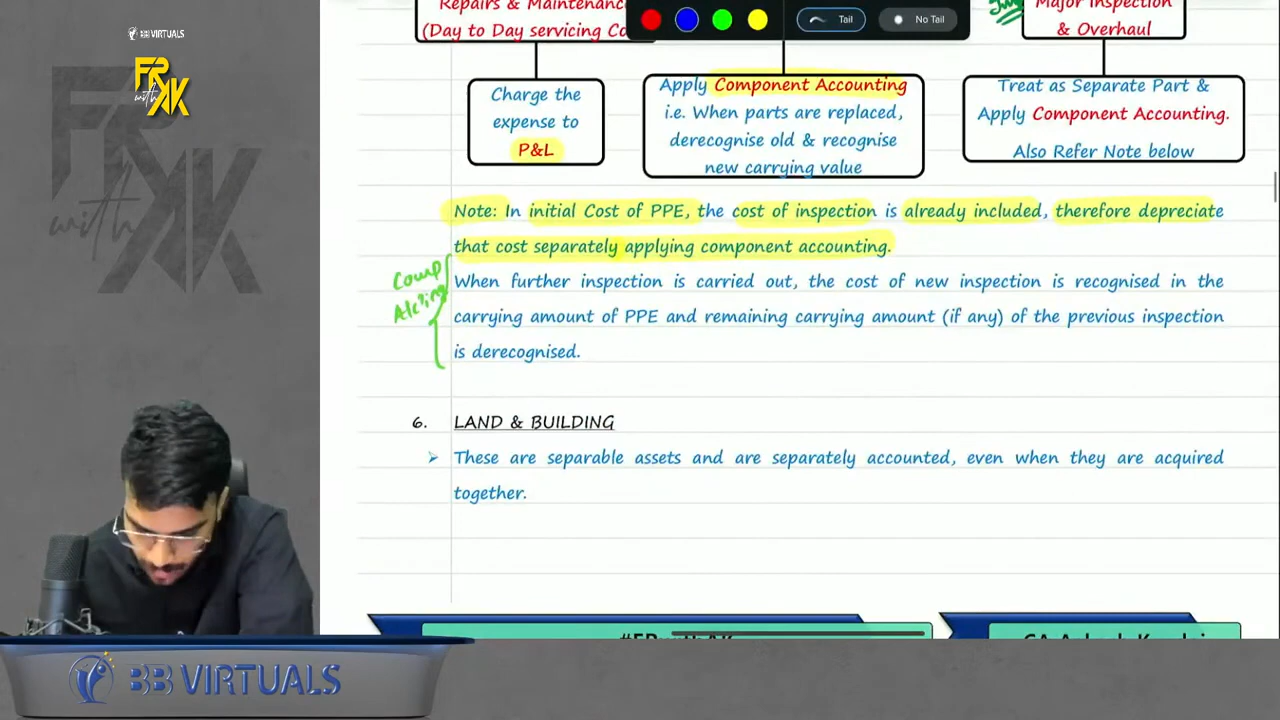 BB VIRTUALS
FR
with
AK
Repairs & Maintenance
(Day to Day servicing Co
Tail
No Tail
Major Inspection
& Overhaul
Charge the
expense to
P&L
Apply Component Accounting
i.e. When parts are replaced,
derecognise old & recognise
new carrying value
Treat as Separate Part &
Apply Component Accounting.
Also Refer Note below
Note: In initial Cost of PPE, the cost of inspection is already included, therefore depreciate
that cost separately applying component accounting.
Comp
When further inspection is carried out, the cost of new inspection is recognised in the
carrying amount of PPE and remaining carrying amount (if any) of the previous inspection
is derecognised.
6. LAND & BUILDING
➢ These are separable assets and are separately accounted, even when they are acquired
together.
BB VIRTUALS